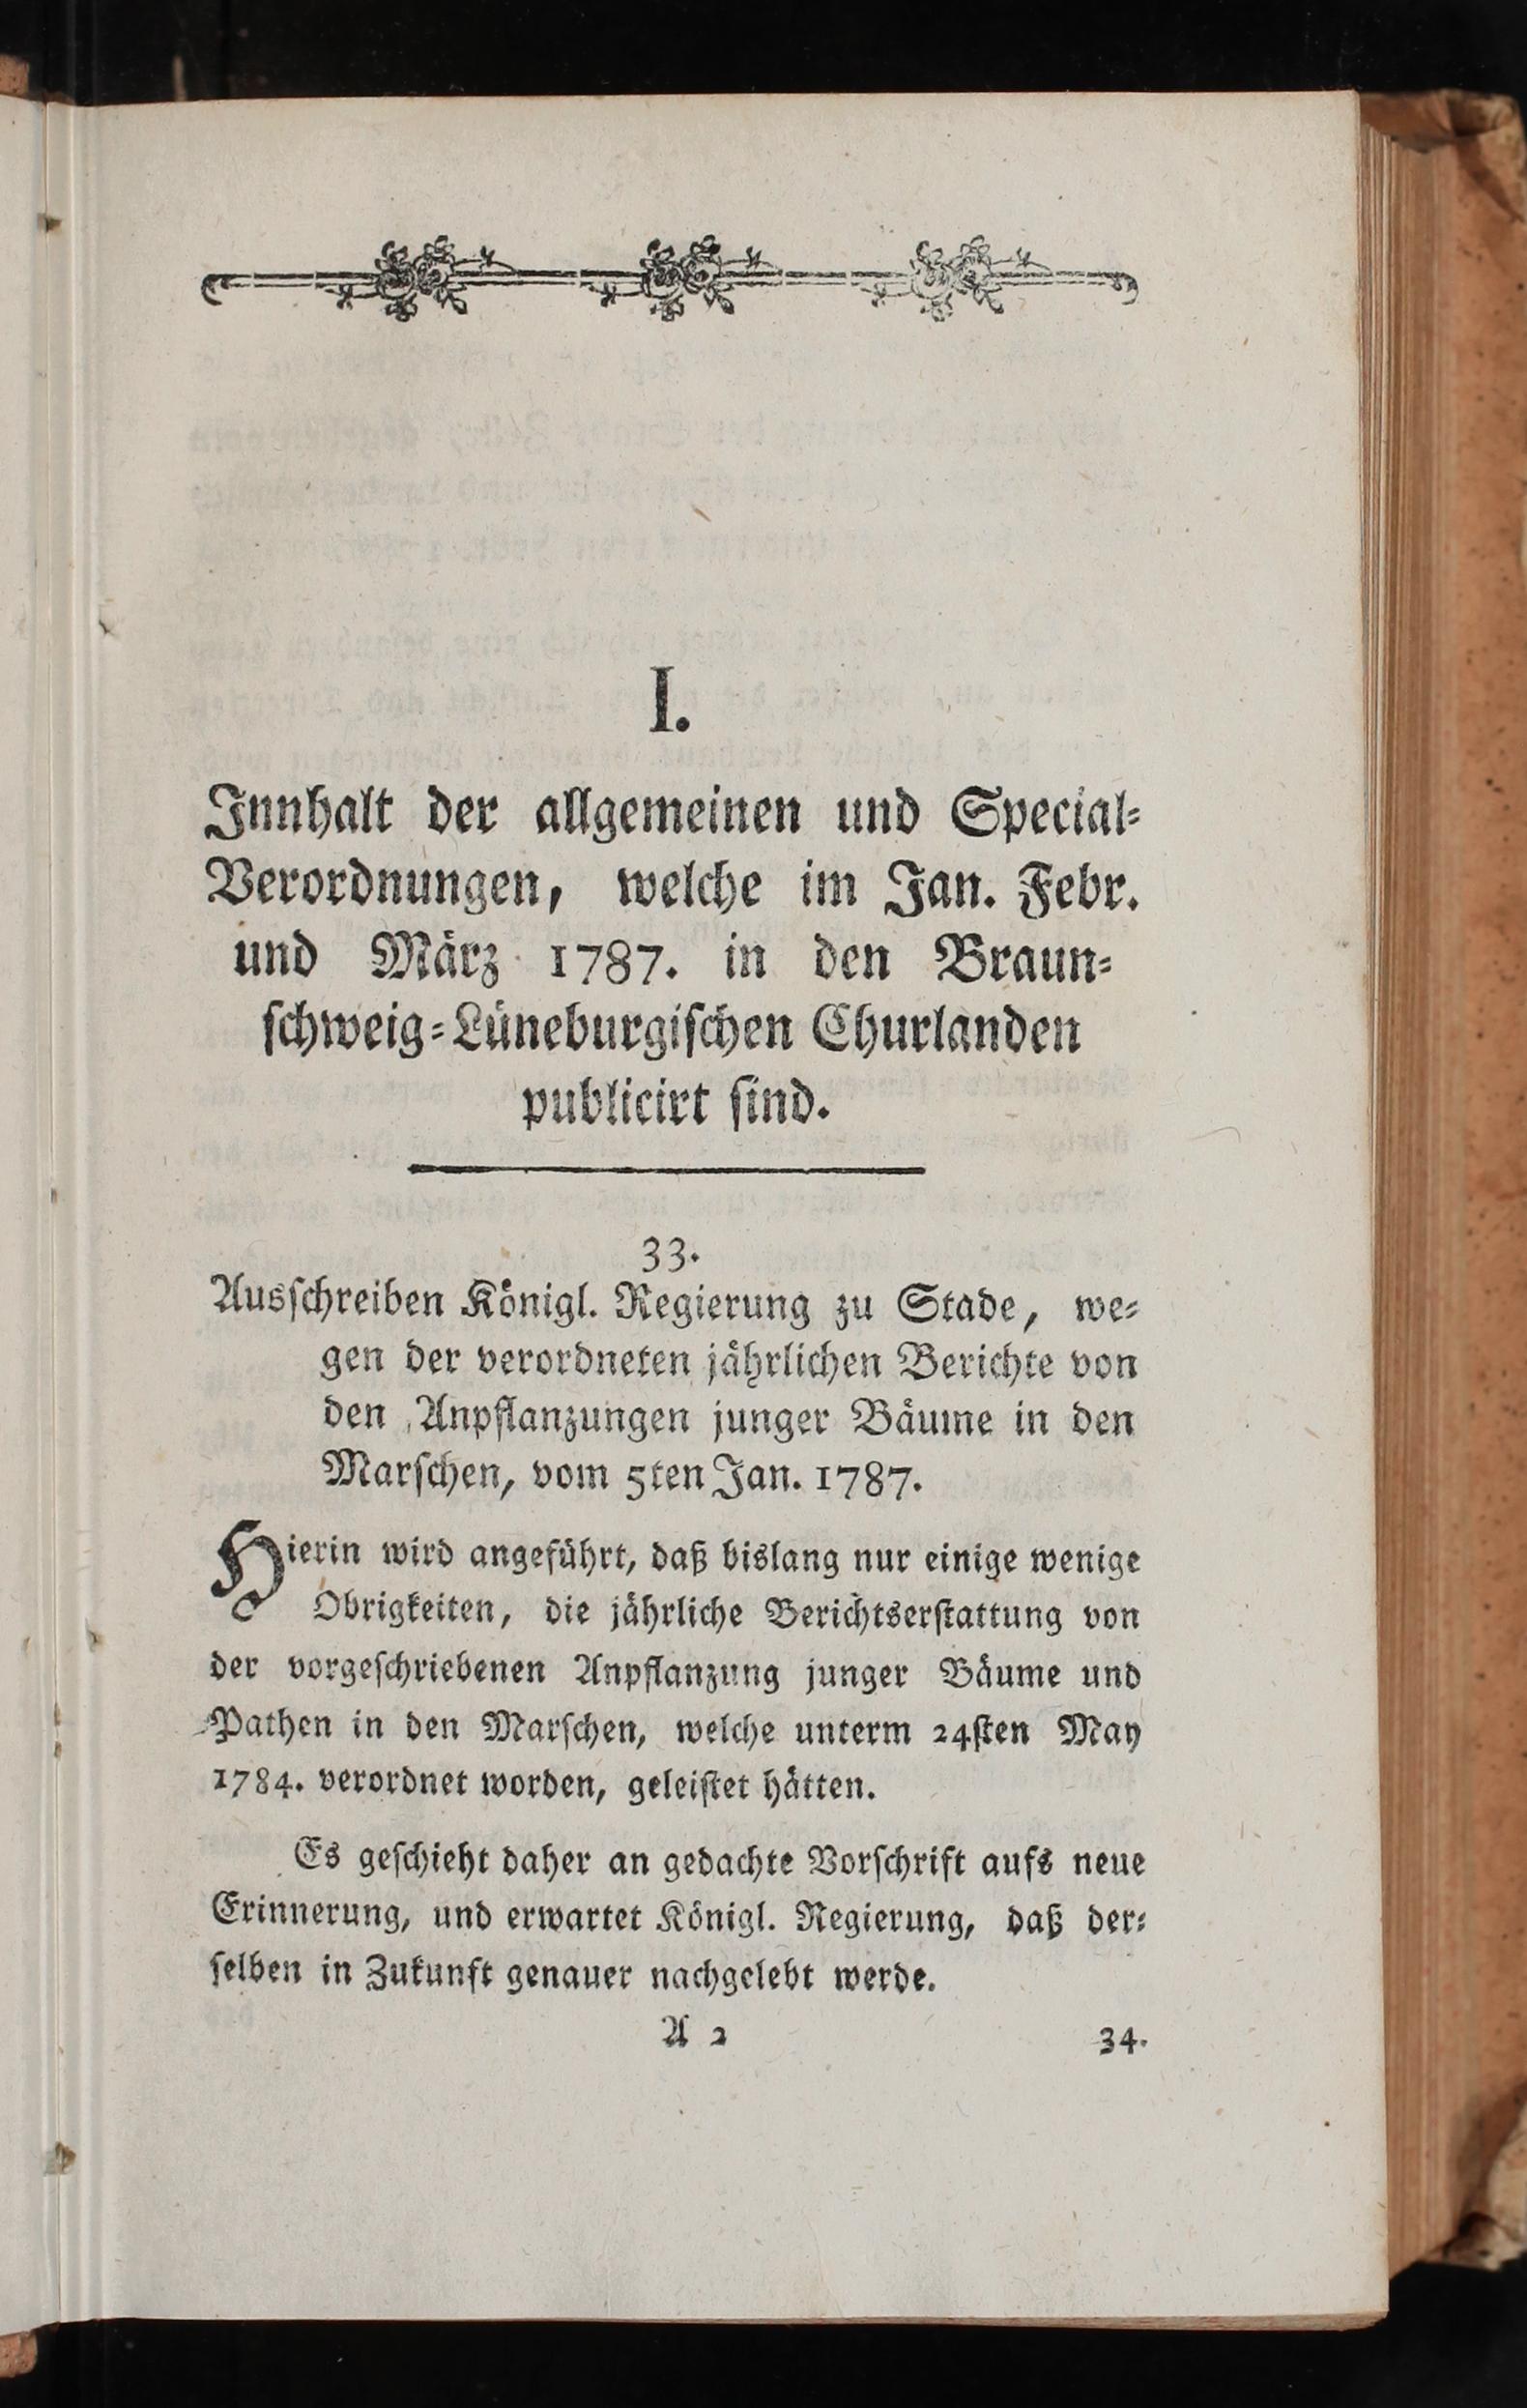 I.
Innhalt der allgemeinen und Special-
Verordnungen, welche im Jan. Febr.
und März 1787. in den Braun-
schweig-Lüneburgischen Churlanden
publicirt sind.
33.
Ausschreiben Königl. Regierung zu Stade, we-
gen der verordneten jährlichen Berichte von
den Anpflanzungen junger Bäume in den
Marschen, vom 5ten Jan. 1787.
Hierin wird angeführt, daß bislang nur einige wenige
Obrigkeiten, die jährliche Berichtserstattung von
der vorgeschriebenen Anpflanzung junger Bäume und
Pathen in den Marschen, welche unterm 24sten May
1784. verordnet worden, geleistet hätten.
Es geschieht daher an gedachte Vorschrift aufs neue
Erinnerung, und erwartet Königl. Regierung, daß der-
selben in Zukunft genauer nachgelebt werde.
A 2 34.